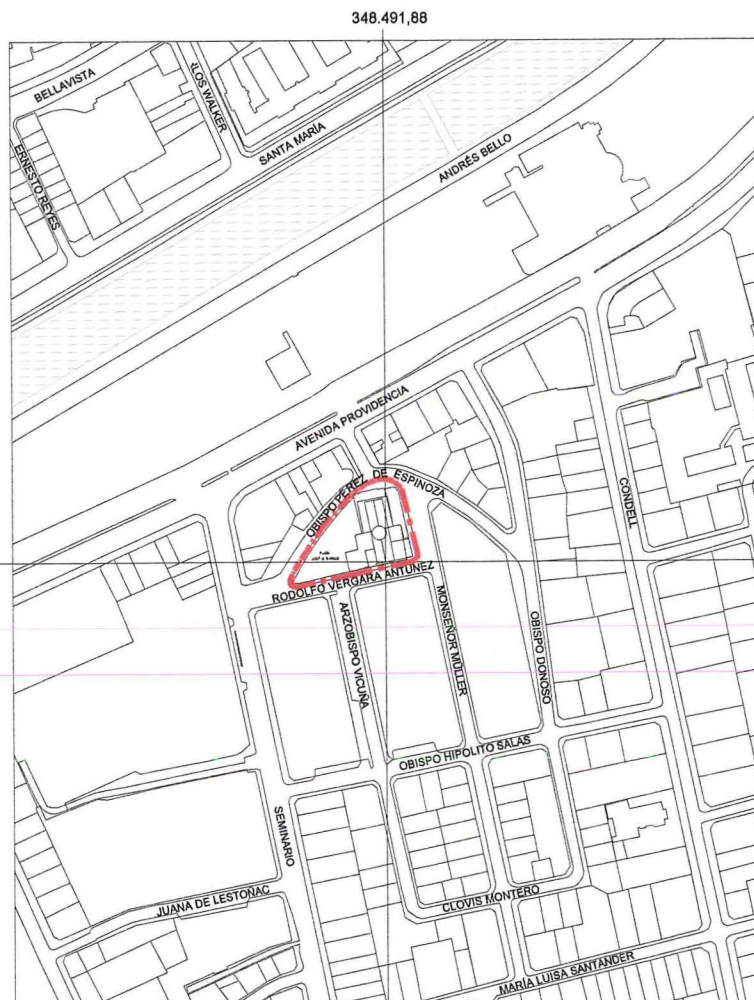 348.491,88
BELLAVISTA
ERNESTO REYES
SANTA MARÍA
ANDRÉS BELLO
AVENIDA PROVIDENCIA
OBISPO PÉREZ DE ESPINOZA
CONDELL
PLAZA
RODOLFO VERGARA ANTÚNEZ
ARZOBISPO VICUÑA
MONSEÑOR MÜLLER
OBISPO DONOSO
OBISPO HIPÓLITO SALAS
SEMINARIO
JUANA DE LESTONAC
CLOVIS MONTERO
MARÍA LUISA SANTANDER
WALKER